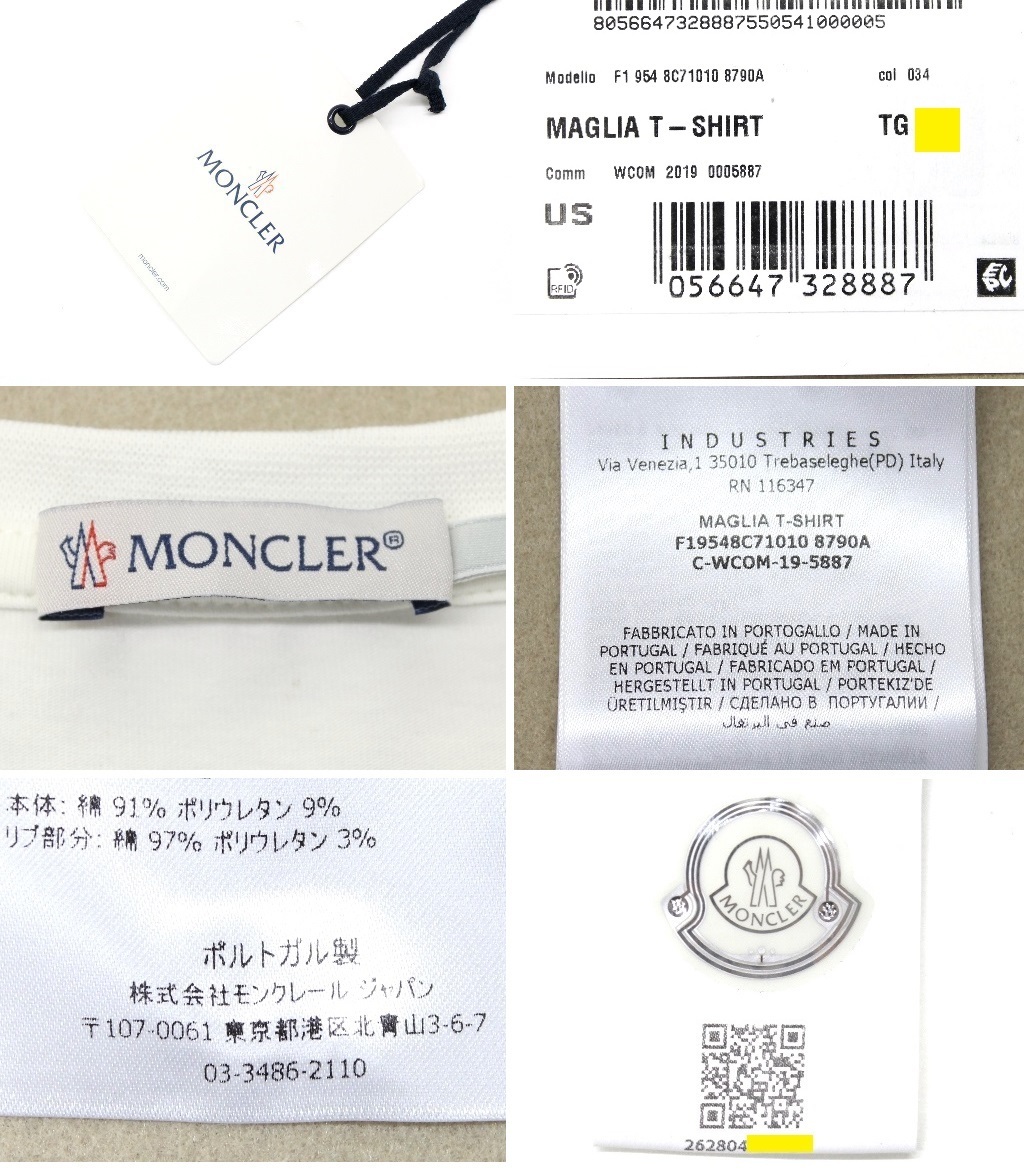 MONCLER
moncler.com
8056647328887550541000005
Modello F1 954 8C71010 8790A col 034
MAGLIA T-SHIRT TG
Comm WCOM 2019 0005887
US
RFID
056647 328887
MONCLER®
INDUSTRIES
Via Venezia,1 35010 Trebaseleghe(PD) Italy
RN 116347
MAGLIA T-SHIRT
F19548C71010 8790A
C-WCOM-19-5887
FABBRICATO IN PORTOGALLO / MADE IN
PORTUGAL / FABRIQUÉ AU PORTUGAL / HECHO
EN PORTUGAL / FABRICADO EM PORTUGAL /
HERGESTELLT IN PORTUGAL / PORTEKIZ'DE
ÜRETILMIŞTIR / СДЕЛАНО В ПОРТУГАЛИИ /
صنع في البرتغال
本体: 綿 91% ポリウレタン 9%
リブ部分: 綿 97% ポリウレタン 3%
ポルトガル製
株式会社モンクレール ジャパン
〒107-0061 東京都港区北青山3-6-7
03-3486-2110
MONCLER
262804